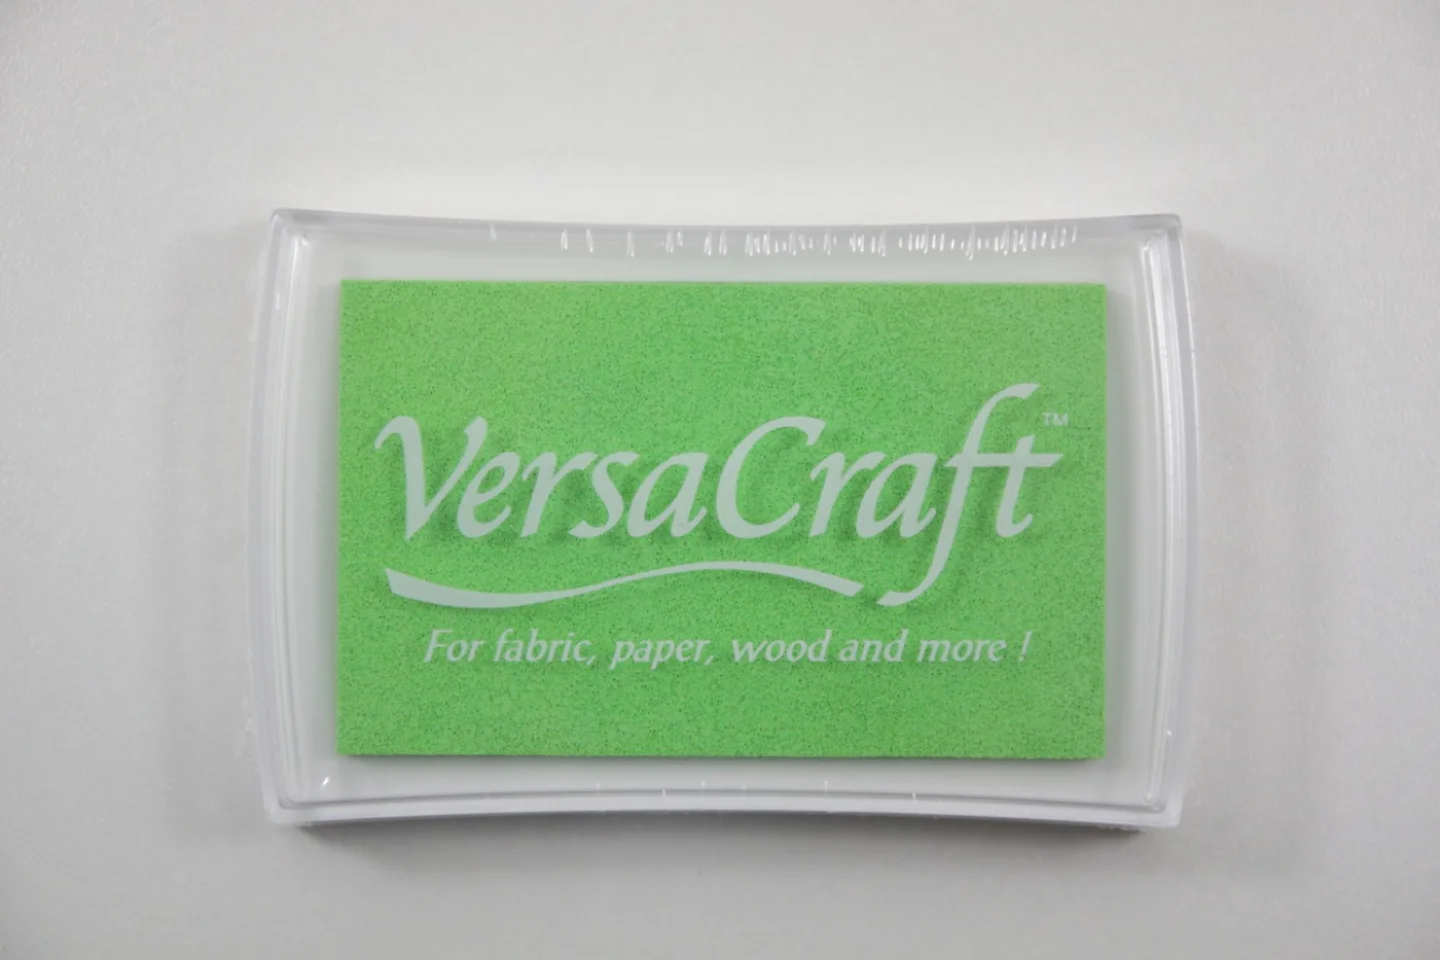 VersaCraft™
For fabric, paper, wood and more !